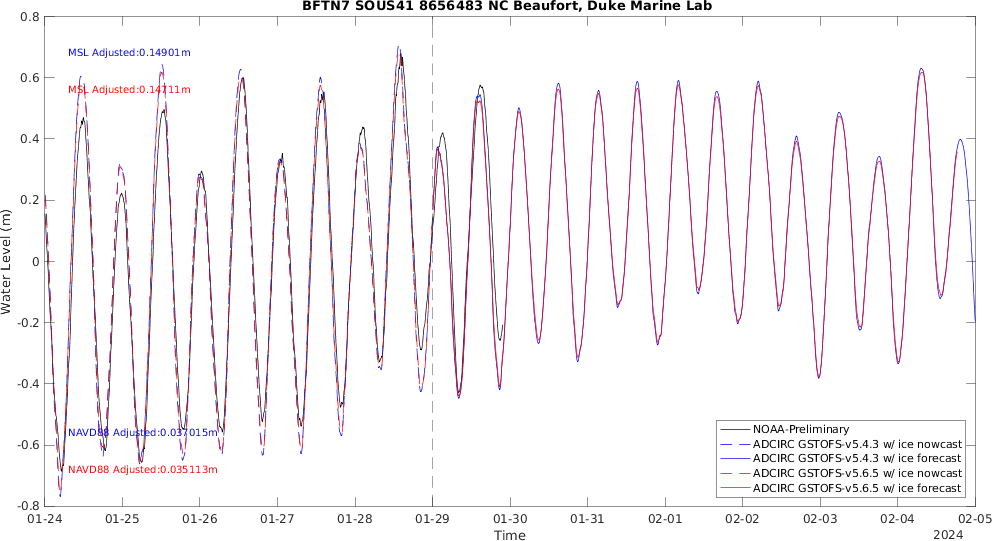 BFTN7 SOUS41 8656483 NC Beaufort, Duke Marine Lab
0.8
0.6
0.4
0.2
0
-0.2
-0.4
-0.6
-0.8
Water Level (m)
MSL Adjusted:0.14901m
MSL Adjusted:0.14711m
NAVD88 Adjusted:0.037015m
NAVD88 Adjusted:0.035113m
NOAA-Preliminary
ADCIRC GSTOFS-v5.4.3 w/ ice nowcast
ADCIRC GSTOFS-v5.4.3 w/ ice forecast
ADCIRC GSTOFS-v5.6.5 w/ ice nowcast
ADCIRC GSTOFS-v5.6.5 w/ ice forecast
01-24 01-25 01-26 01-27 01-28 01-29 01-30 01-31 02-01 02-02 02-03 02-04 02-05
Time
2024